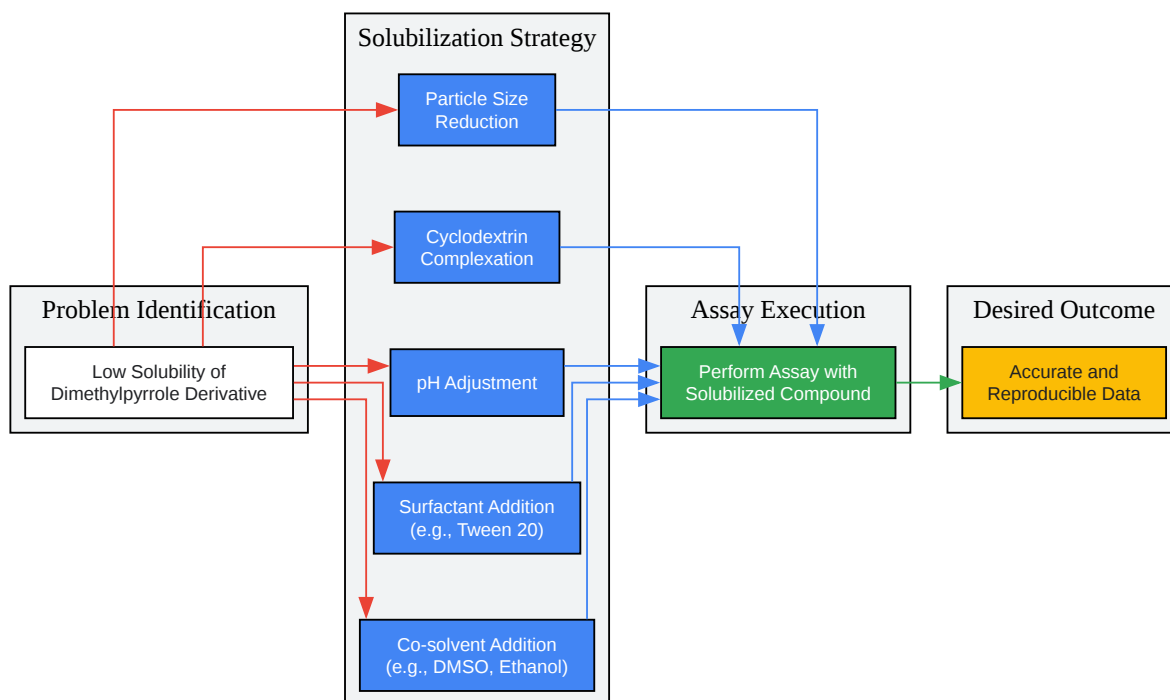 Solubilization Strategy
Particle Size
Reduction
Cyclodextrin
Complexation
Problem Identification
Low Solubility of
Dimethylpyrrole Derivative
pH Adjustment
Surfactant Addition
(e.g., Tween 20)
Co-solvent Addition
(e.g., DMSO, Ethanol)
Assay Execution
Perform Assay with
Solubilized Compound
Desired Outcome
Accurate and
Reproducible Data